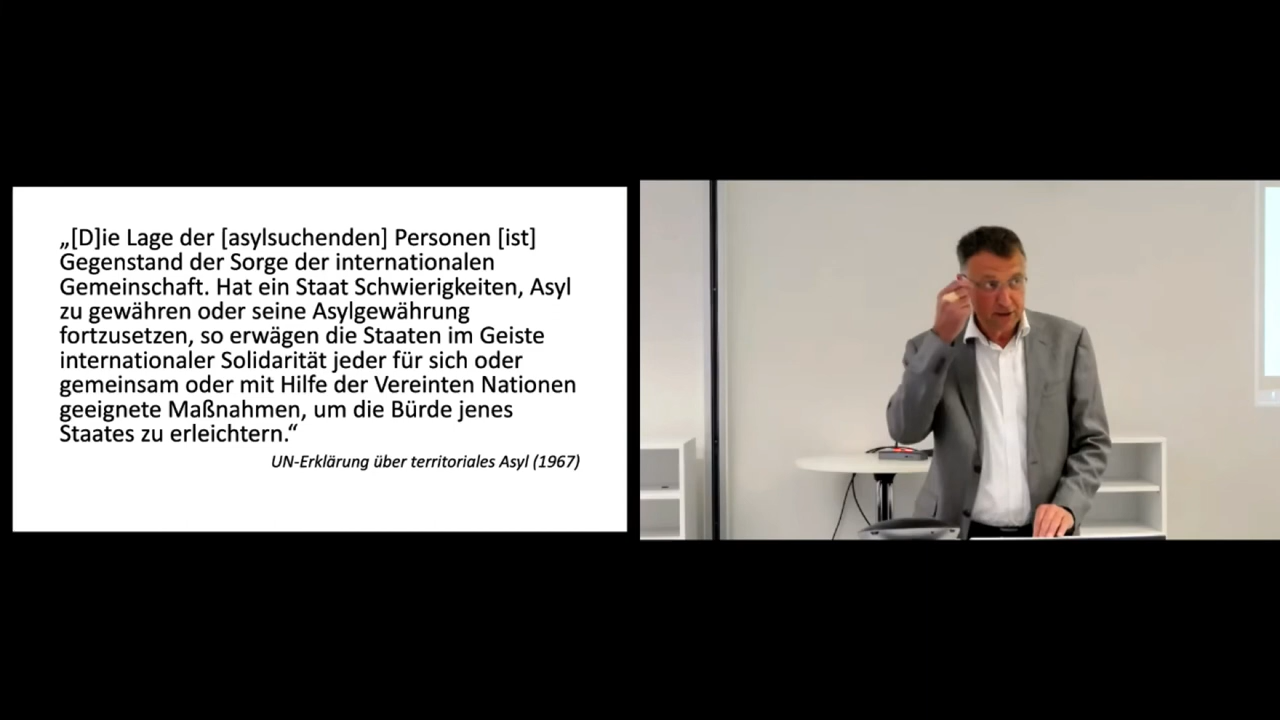 „[D]ie Lage der [asylsuchenden] Personen [ist]
Gegenstand der Sorge der internationalen
Gemeinschaft. Hat ein Staat Schwierigkeiten, Asyl
zu gewähren oder seine Asylgewährung
fortzusetzen, so erwägen die Staaten im Geiste
internationaler Solidarität jeder für sich oder
gemeinsam oder mit Hilfe der Vereinten Nationen
geeignete Maßnahmen, um die Bürde jenes
Staates zu erleichtern.“
UN-Erklärung über territoriales Asyl (1967)